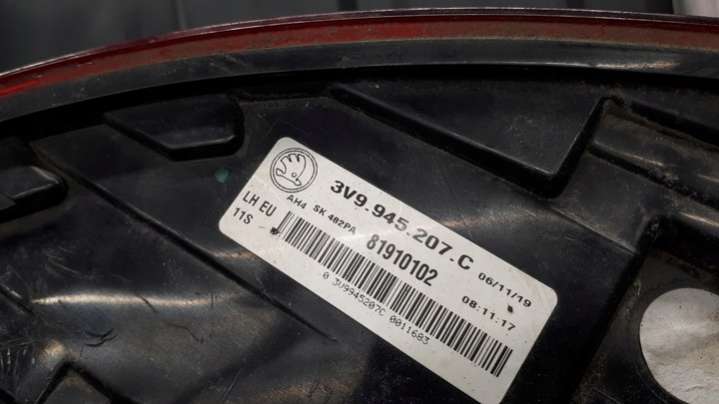 3V9.945.207.C
AH4 SK 482PA
06/11/19
LH EU
81910102
08:11:17
11S
0 3V9945207C 0011683